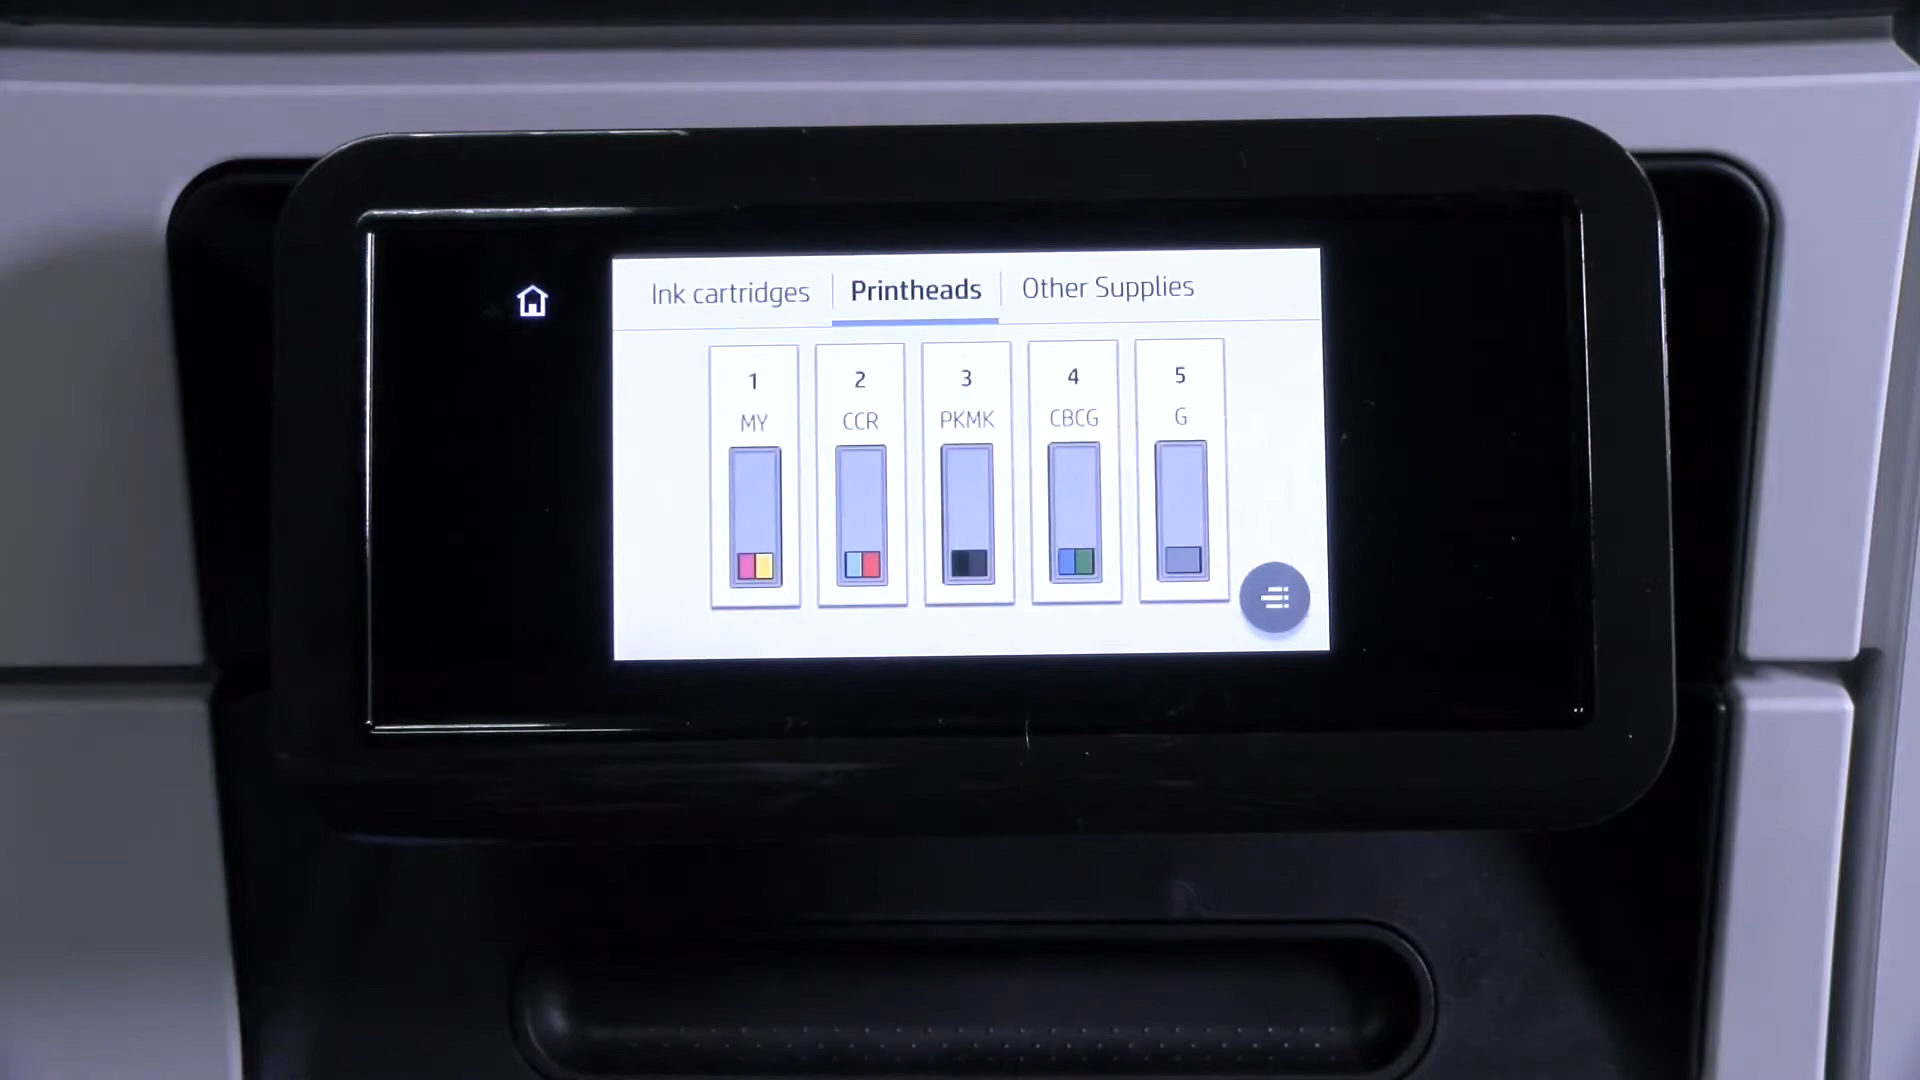 Ink cartridges Printheads Other Supplies
1 2 3 4 5
MY CCR PKMK CBCG G